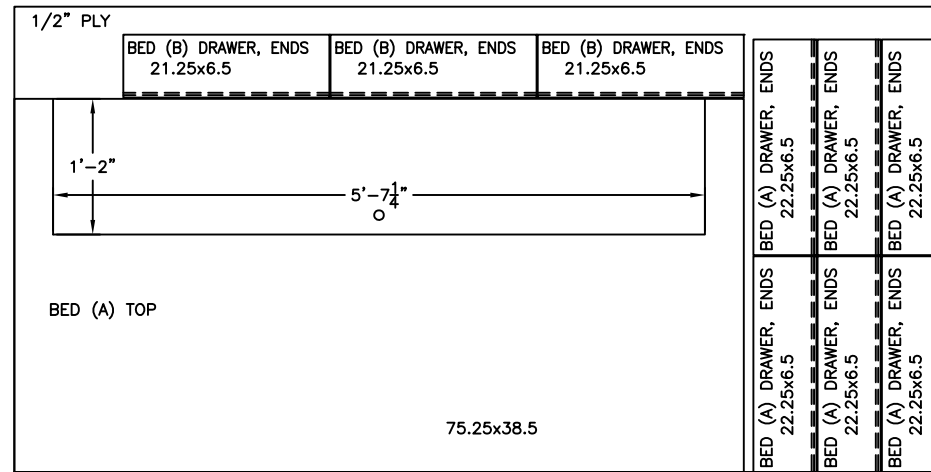 1/2" PLY
BED (B) DRAWER, ENDS
21.25x6.5
BED (B) DRAWER, ENDS
21.25x6.5
BED (B) DRAWER, ENDS
21.25x6.5
1'-2"
5'-7 1/4"
BED (A) TOP
75.25x38.5
BED (A) DRAWER, ENDS
22.25x6.5
BED (A) DRAWER, ENDS
22.25x6.5
BED (A) DRAWER, ENDS
22.25x6.5
BED (A) DRAWER, ENDS
22.25x6.5
BED (A) DRAWER, ENDS
22.25x6.5
BED (A) DRAWER, ENDS
22.25x6.5